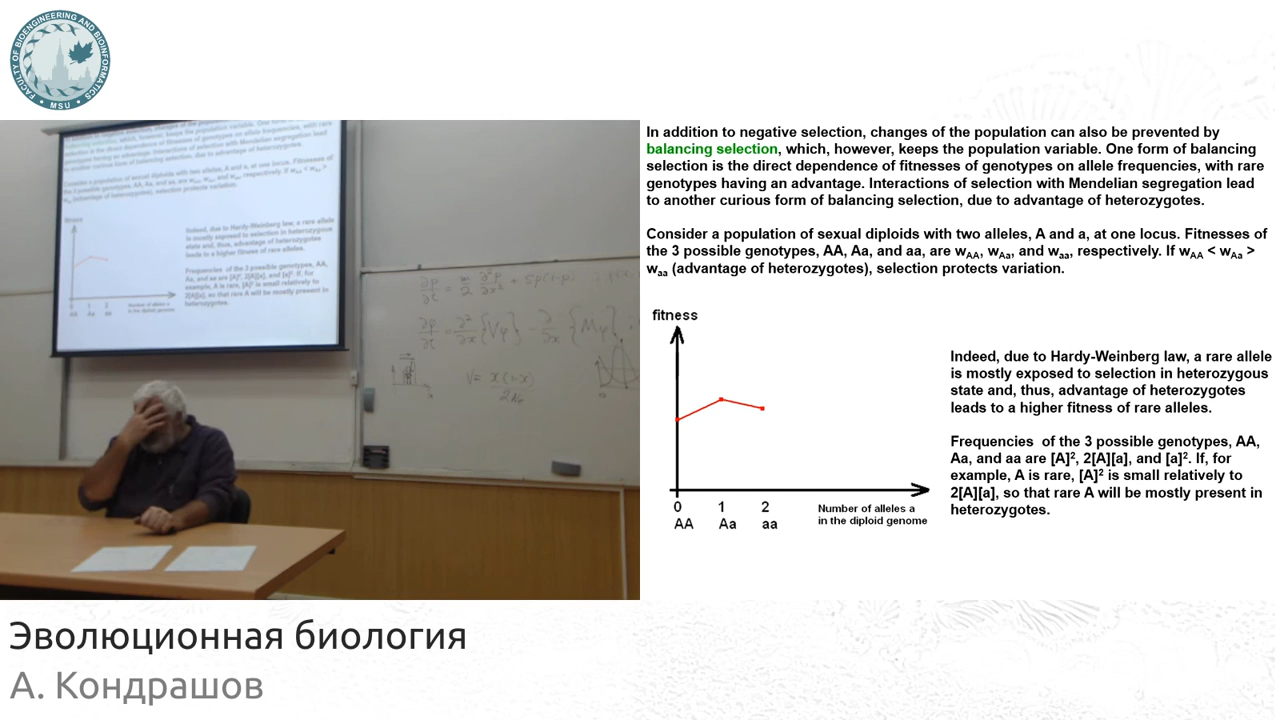 FACULTY OF BIOENGINEERING AND BIOINFORMATICS
• MSU •
In addition to negative selection, changes of the population can also be prevented by
balancing selection, which, however, keeps the population variable. One form of balancing
selection is the direct dependence of fitnesses of genotypes on allele frequencies, with rare
genotypes having an advantage. Interactions of selection with Mendelian segregation lead
to another curious form of balancing selection, due to advantage of heterozygotes.
Consider a population of sexual diploids with two alleles, A and a, at one locus. Fitnesses of
the 3 possible genotypes, AA, Aa, and aa, are wAA, wAa, and waa, respectively. If wAA < wAa >
waa (advantage of heterozygotes), selection protects variation.
fitness
0 1 2
AA Aa aa
Number of alleles a
in the diploid genome
Indeed, due to Hardy-Weinberg law, a rare allele
is mostly exposed to selection in heterozygous
state and, thus, advantage of heterozygotes
leads to a higher fitness of rare alleles.
Frequencies of the 3 possible genotypes, AA,
Aa, and aa are [A]², 2[A][a], and [a]². If, for
example, A is rare, [A]² is small relatively to
2[A][a], so that rare A will be mostly present in
heterozygotes.
Эволюционная биология
А. Кондрашов